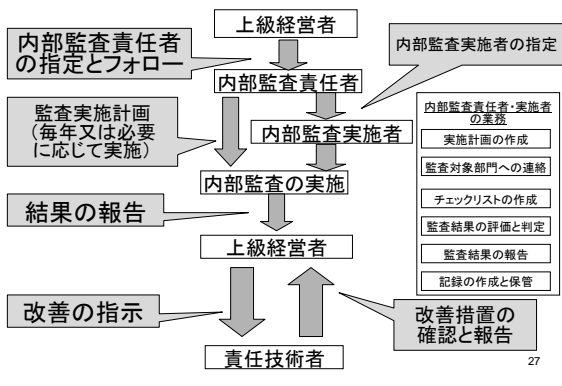 上級経営者
内部監査責任者
の指定とフォロー
内部監査実施者の指定
内部監査責任者
監査実施計画
(毎年又は必要
に応じて実施)
内部監査実施者
内部監査の実施
結果の報告
上級経営者
改善の指示
改善措置の
確認と報告
責任技術者
内部監査責任者・実施者
の業務
実施計画の作成
監査対象部門への連絡
チェックリストの作成
監査結果の評価と判定
監査結果の報告
記録の作成と保管
27